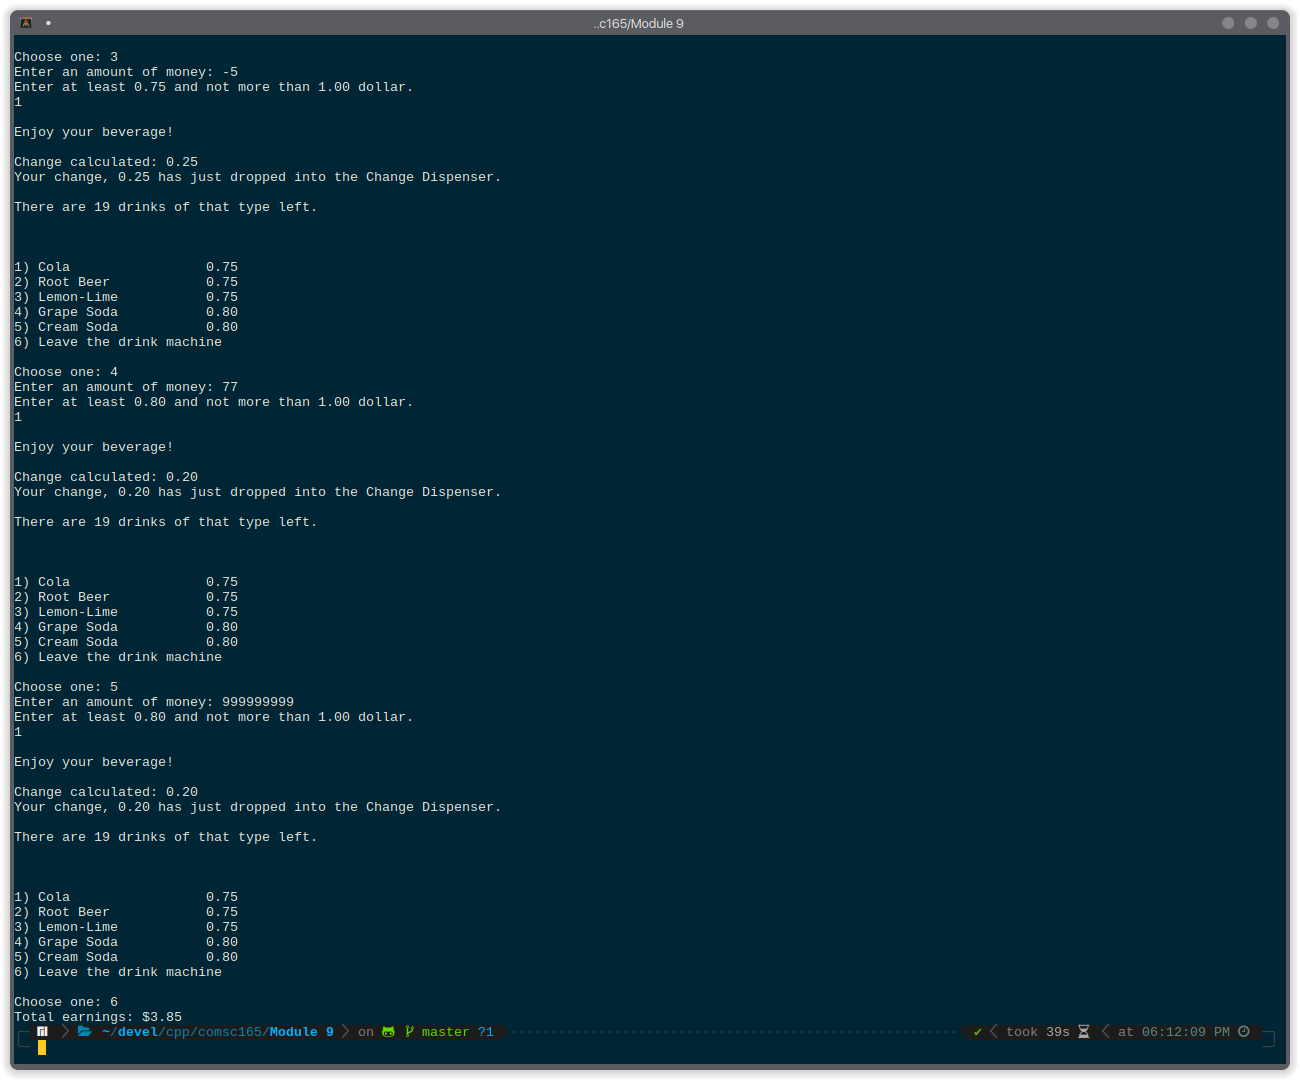 ..c165/Module 9
Choose one: 3
Enter an amount of money: -5
Enter at least 0.75 and not more than 1.00 dollar.
1
Enjoy your beverage!
Change calculated: 0.25
Your change, 0.25 has just dropped into the Change Dispenser.
There are 19 drinks of that type left.
1) Cola 0.75
2) Root Beer 0.75
3) Lemon-Lime 0.75
4) Grape Soda 0.80
5) Cream Soda 0.80
6) Leave the drink machine
Choose one: 4
Enter an amount of money: 77
Enter at least 0.80 and not more than 1.00 dollar.
1
Enjoy your beverage!
Change calculated: 0.20
Your change, 0.20 has just dropped into the Change Dispenser.
There are 19 drinks of that type left.
1) Cola 0.75
2) Root Beer 0.75
3) Lemon-Lime 0.75
4) Grape Soda 0.80
5) Cream Soda 0.80
6) Leave the drink machine
Choose one: 5
Enter an amount of money: 999999999
Enter at least 0.80 and not more than 1.00 dollar.
1
Enjoy your beverage!
Change calculated: 0.20
Your change, 0.20 has just dropped into the Change Dispenser.
There are 19 drinks of that type left.
1) Cola 0.75
2) Root Beer 0.75
3) Lemon-Lime 0.75
4) Grape Soda 0.80
5) Cream Soda 0.80
6) Leave the drink machine
Choose one: 6
Total earnings: $3.85
~/devel/cpp/comsc165/Module 9 on master ?1 ✔ took 39s at 06:12:09 PM